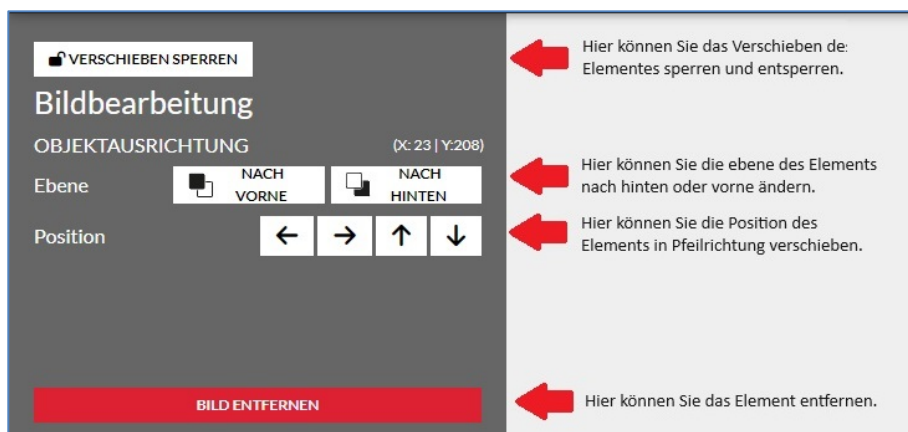 VERSCHIEBEN SPERREN
Hier können Sie das Verschieben de
Elementes sperren und entsperren.
Bildbearbeitung
OBJEKTAUSRICHTUNG (X: 23 | Y:208)
Ebene
NACH
VORNE
NACH
HINTEN
Hier können Sie die ebene des Elements
nach hinten oder vorne ändern.
Position
Hier können Sie die Position des
Elements in Pfeilrichtung verschieben.
BILD ENTFERNEN
Hier können Sie das Element entfernen.